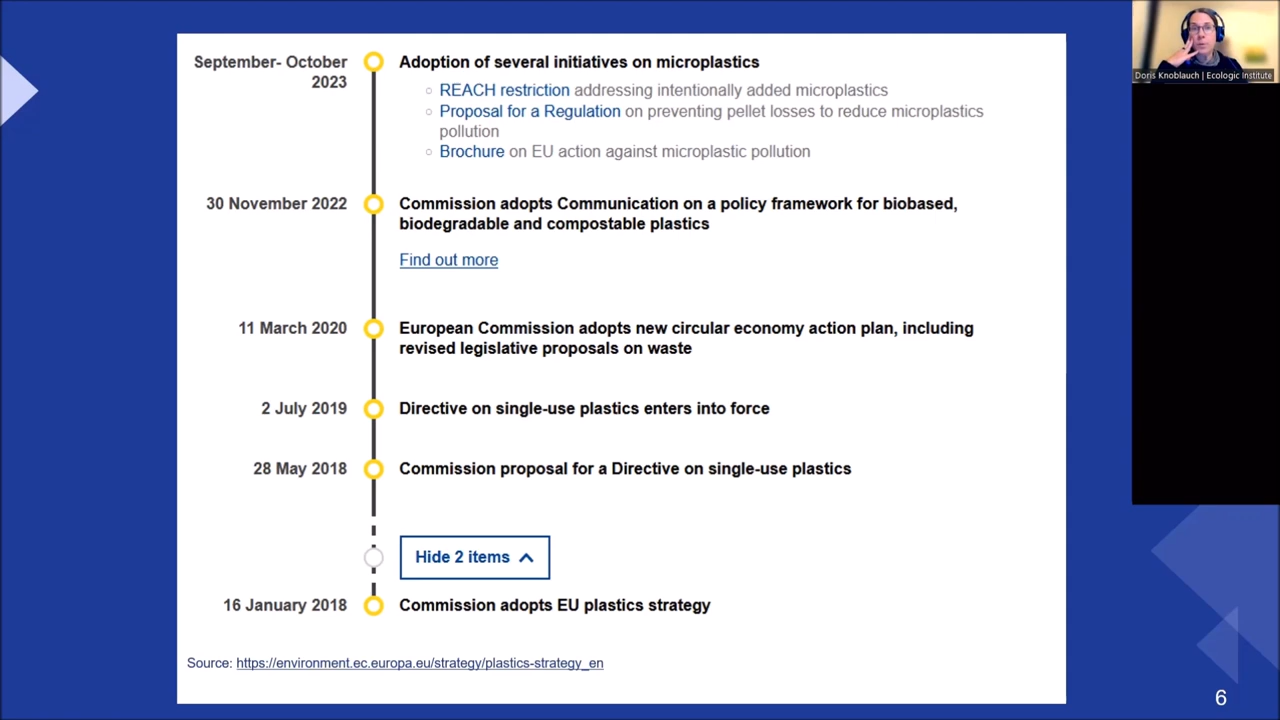 September- October
2023
Adoption of several initiatives on microplastics
REACH restriction addressing intentionally added microplastics
Proposal for a Regulation on preventing pellet losses to reduce microplastics
pollution
Brochure on EU action against microplastic pollution
30 November 2022
Commission adopts Communication on a policy framework for biobased,
biodegradable and compostable plastics
Find out more
11 March 2020
European Commission adopts new circular economy action plan, including
revised legislative proposals on waste
2 July 2019
Directive on single-use plastics enters into force
28 May 2018
Commission proposal for a Directive on single-use plastics
Hide 2 items
16 January 2018
Commission adopts EU plastics strategy
Source: https://environment.ec.europa.eu/strategy/plastics-strategy_en
6
Doris Knoblauch | Ecologic Institute